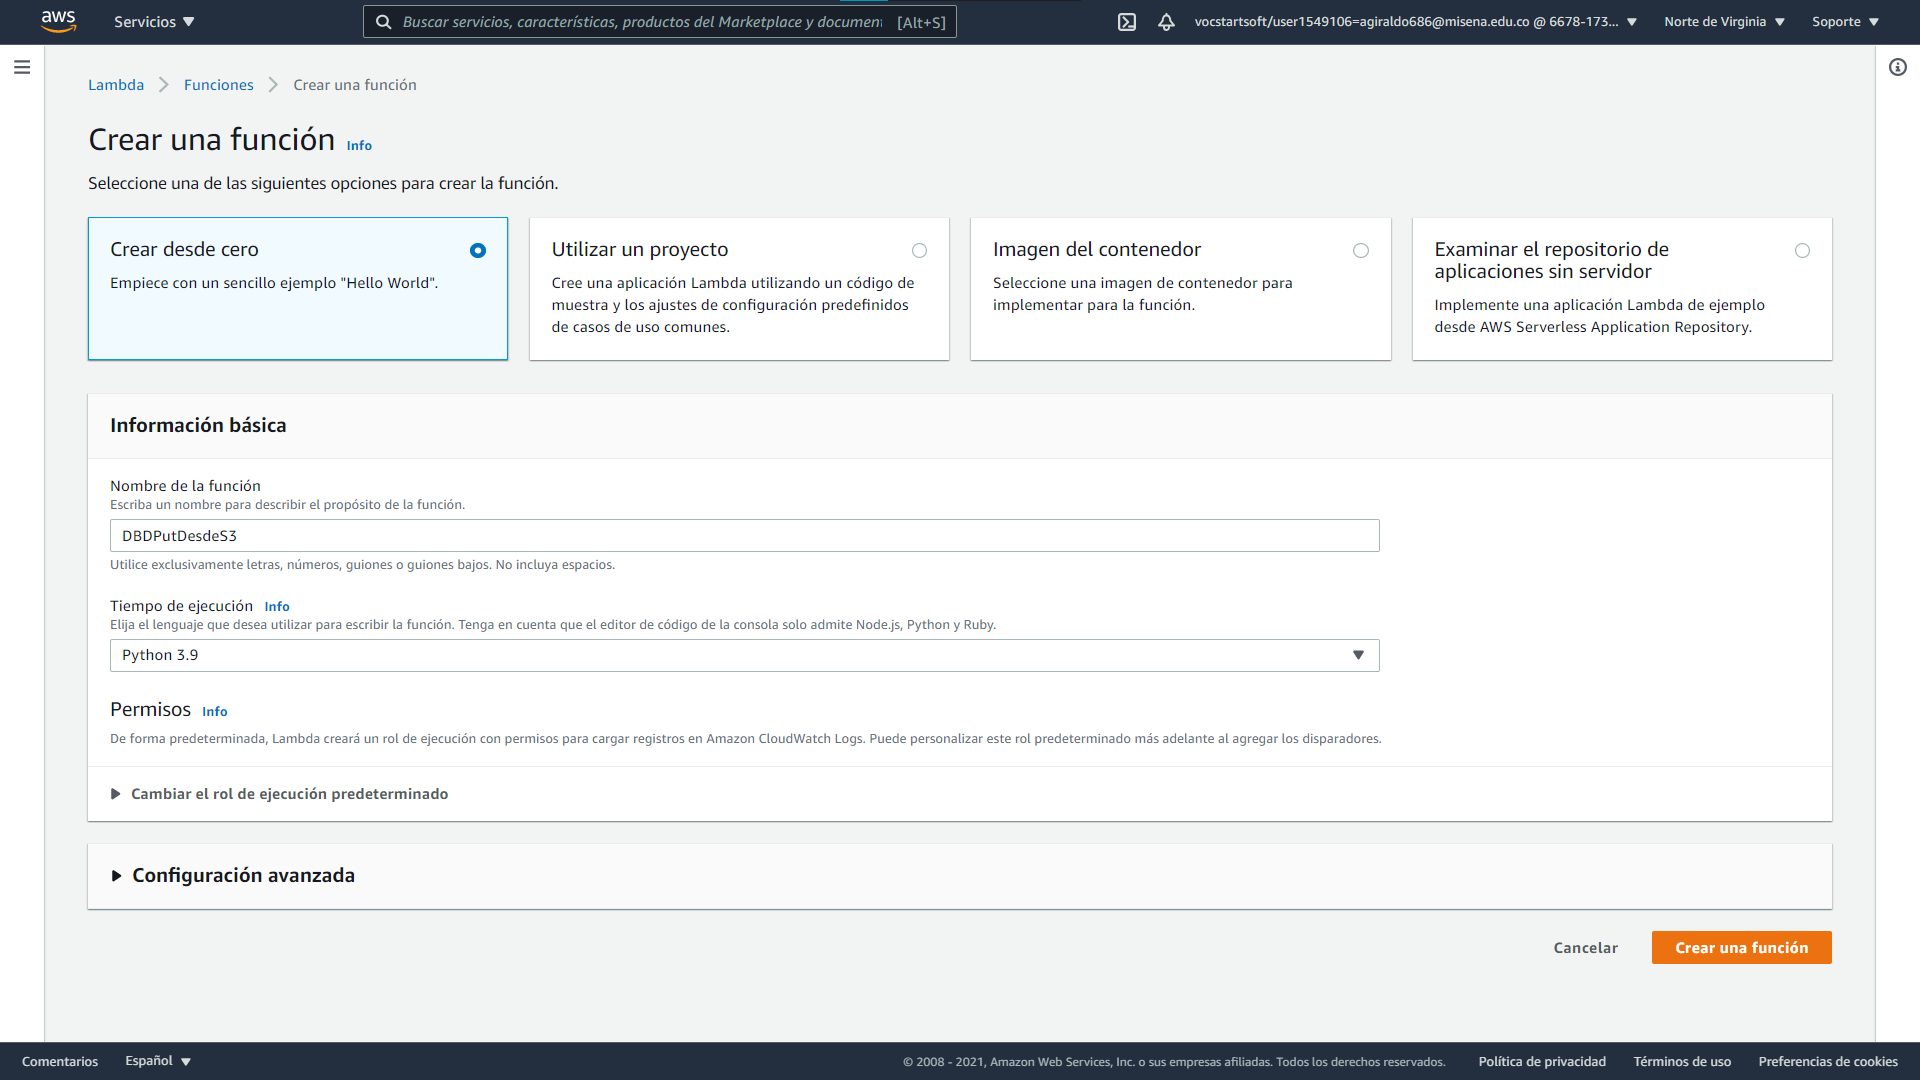 aws
Servicios
Buscar servicios, características, productos del Marketplace y document
[Alt+S]
vocstartsoft/user1549106=agiraldo686@misena.edu.co @ 6678-173...
Norte de Virginia
Soporte
Lambda
Funciones
Crear una función
Crear una función Info
Seleccione una de las siguientes opciones para crear la función.
Crear desde cero
Empiece con un sencillo ejemplo "Hello World".
Utilizar un proyecto
Cree una aplicación Lambda utilizando un código de
muestra y los ajustes de configuración predefinidos
de casos de uso comunes.
Imagen del contenedor
Seleccione una imagen de contenedor para
implementar para la función.
Examinar el repositorio de
aplicaciones sin servidor
Implemente una aplicación Lambda de ejemplo
desde AWS Serverless Application Repository.
Información básica
Nombre de la función
Escriba un nombre para describir el propósito de la función.
DBDPutDesdeS3
Utilice exclusivamente letras, números, guiones o guiones bajos. No incluya espacios.
Tiempo de ejecución Info
Elija el lenguaje que desea utilizar para escribir la función. Tenga en cuenta que el editor de código de la consola solo admite Node.js, Python y Ruby.
Python 3.9
Permisos Info
De forma predeterminada, Lambda creará un rol de ejecución con permisos para cargar registros en Amazon CloudWatch Logs. Puede personalizar este rol predeterminado más adelante al agregar los disparadores.
Cambiar el rol de ejecución predeterminado
Configuración avanzada
Cancelar
Crear una función
Comentarios
Español
© 2008 - 2021, Amazon Web Services, Inc. o sus empresas afiliadas. Todos los derechos reservados.
Política de privacidad
Términos de uso
Preferencias de cookies